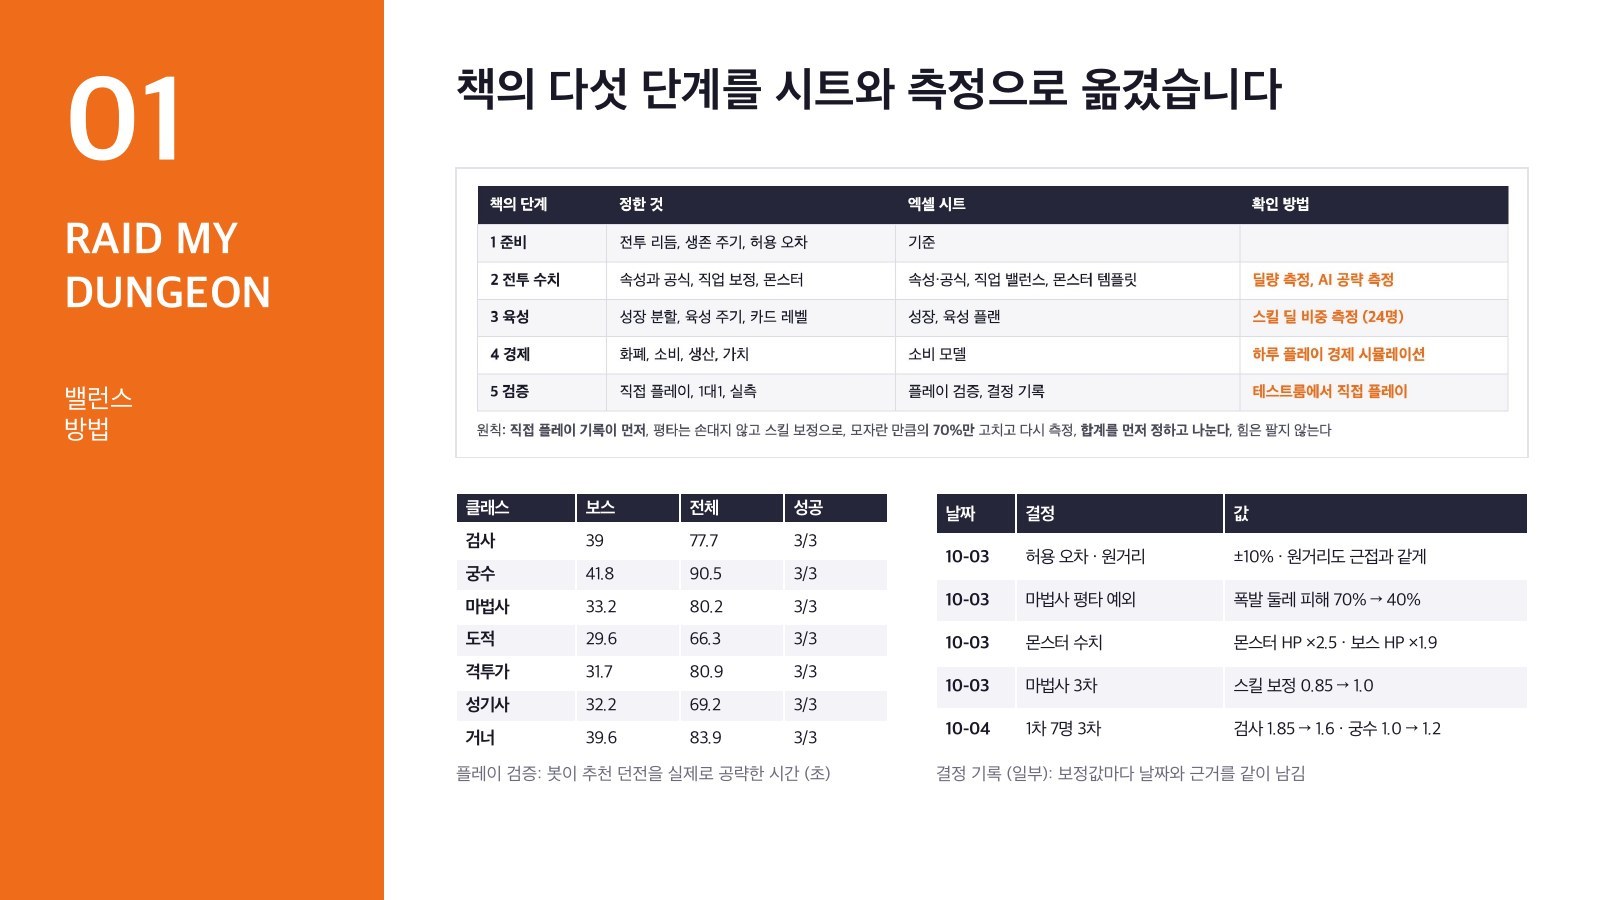 01
RAID MY
DUNGEON
밸런스
방법
책의 다섯 단계를 시트와 측정으로 옮겼습니다
책의 단계 정한 것 엑셀 시트 확인 방법
1 준비 전투 리듬, 생존 주기, 허용 오차 기준
2 전투 수치 속성과 공식, 직업 보정, 몬스터 속성·공식, 직업 밸런스, 몬스터 템플릿 딜량 측정, AI 공략 측정
3 육성 성장 분할, 육성 주기, 카드 레벨 성장, 육성 플랜 스킬 딜 비중 측정 (24명)
4 경제 화폐, 소비, 생산, 가치 소비 모델 하루 플레이 경제 시뮬레이션
5 검증 직접 플레이, 1대1, 실측 플레이 검증, 결정 기록 테스트룸에서 직접 플레이
원칙: 직접 플레이 기록이 먼저, 평타는 손대지 않고 스킬 보정으로, 모자란 만큼의 70%만 고치고 다시 측정, 합계를 먼저 정하고 나눈다, 힘은 팔지 않는다
클래스 보스 전체 성공
검사 39 77.7 3/3
궁수 41.8 90.5 3/3
마법사 33.2 80.2 3/3
도적 29.6 66.3 3/3
격투가 31.7 80.9 3/3
성기사 32.2 69.2 3/3
거너 39.6 83.9 3/3
플레이 검증: 봇이 추천 던전을 실제로 공략한 시간 (초)
날짜 결정 값
10-03 허용 오차 · 원거리 ±10% · 원거리도 근접과 같게
10-03 마법사 평타 예외 폭발 둘레 피해 70% → 40%
10-03 몬스터 수치 몬스터 HP ×2.5 · 보스 HP ×1.9
10-03 마법사 3차 스킬 보정 0.85 → 1.0
10-04 1차 7명 3차 검사 1.85 → 1.6 · 궁수 1.0 → 1.2
결정 기록 (일부): 보정값마다 날짜와 근거를 같이 남김